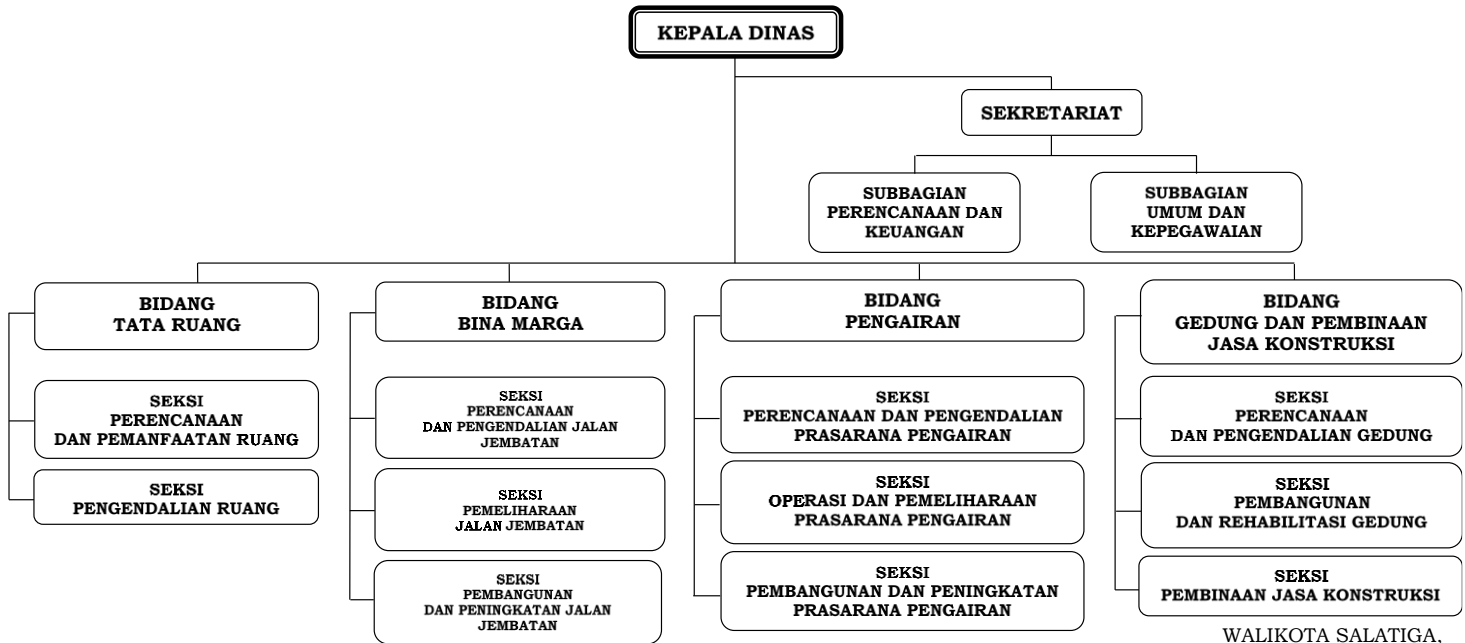 KEPALA DINAS
SEKRETARIAT
SUBBAGIAN
PERENCANAAN DAN
KEUANGAN
SUBBAGIAN
UMUM DAN
KEPEGAWAIAN
BIDANG
TATA RUANG
SEKSI
PERENCANAAN
DAN PEMANFAATAN RUANG
SEKSI
PENGENDALIAN RUANG
BIDANG
BINA MARGA
SEKSI
PERENCANAAN
DAN PENGENDALIAN JALAN
JEMBATAN
SEKSI
PEMELIHARAAN
JALAN JEMBATAN
SEKSI
PEMBANGUNAN
DAN PENINGKATAN JALAN
JEMBATAN
BIDANG
PENGAIRAN
SEKSI
PERENCANAAN DAN PENGENDALIAN
PRASARANA PENGAIRAN
SEKSI
OPERASI DAN PEMELIHARAAN
PRASARANA PENGAIRAN
SEKSI
PEMBANGUNAN DAN PENINGKATAN
PRASARANA PENGAIRAN
BIDANG
GEDUNG DAN PEMBINAAN
JASA KONSTRUKSI
SEKSI
PERENCANAAN
DAN PENGENDALIAN GEDUNG
SEKSI
PEMBANGUNAN
DAN REHABILITASI GEDUNG
SEKSI
PEMBINAAN JASA KONSTRUKSI
WALIKOTA SALATIGA,